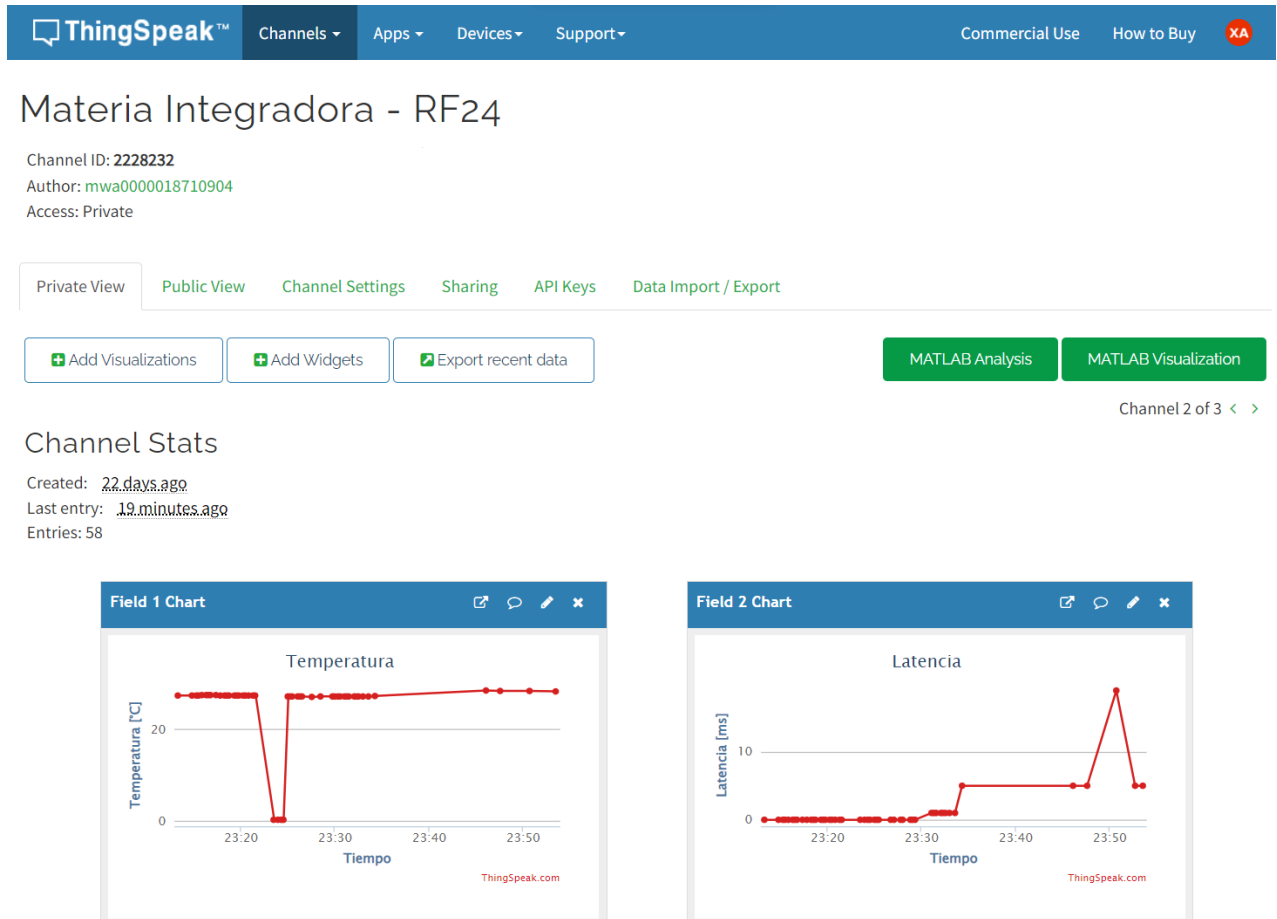 ThingSpeak™ Channels Apps Devices Support Commercial Use How to Buy XA
Materia Integradora - RF24
Channel ID: 2228232
Author: mwa0000018710904
Access: Private
Private View Public View Channel Settings Sharing API Keys Data Import / Export
Add Visualizations Add Widgets Export recent data MATLAB Analysis MATLAB Visualization
Channel 2 of 3 < >
Channel Stats
Created: 22 days ago
Last entry: 19 minutes ago
Entries: 58
Field 1 Chart
Temperatura
Temperatura [°C]
20
0
23:20 23:30 23:40 23:50
Tiempo
ThingSpeak.com
Field 2 Chart
Latencia
Latencia [ms]
10
0
23:20 23:30 23:40 23:50
Tiempo
ThingSpeak.com